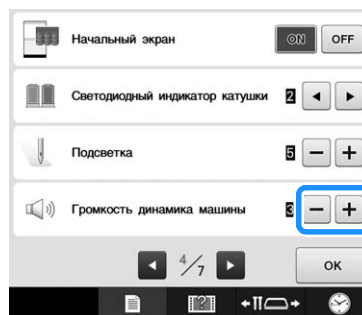 Начальный экран ON OFF
Светодиодный индикатор катушки 2
Подсветка 5 − +
Громкость динамика машины 3 − +
4/7 OK
?